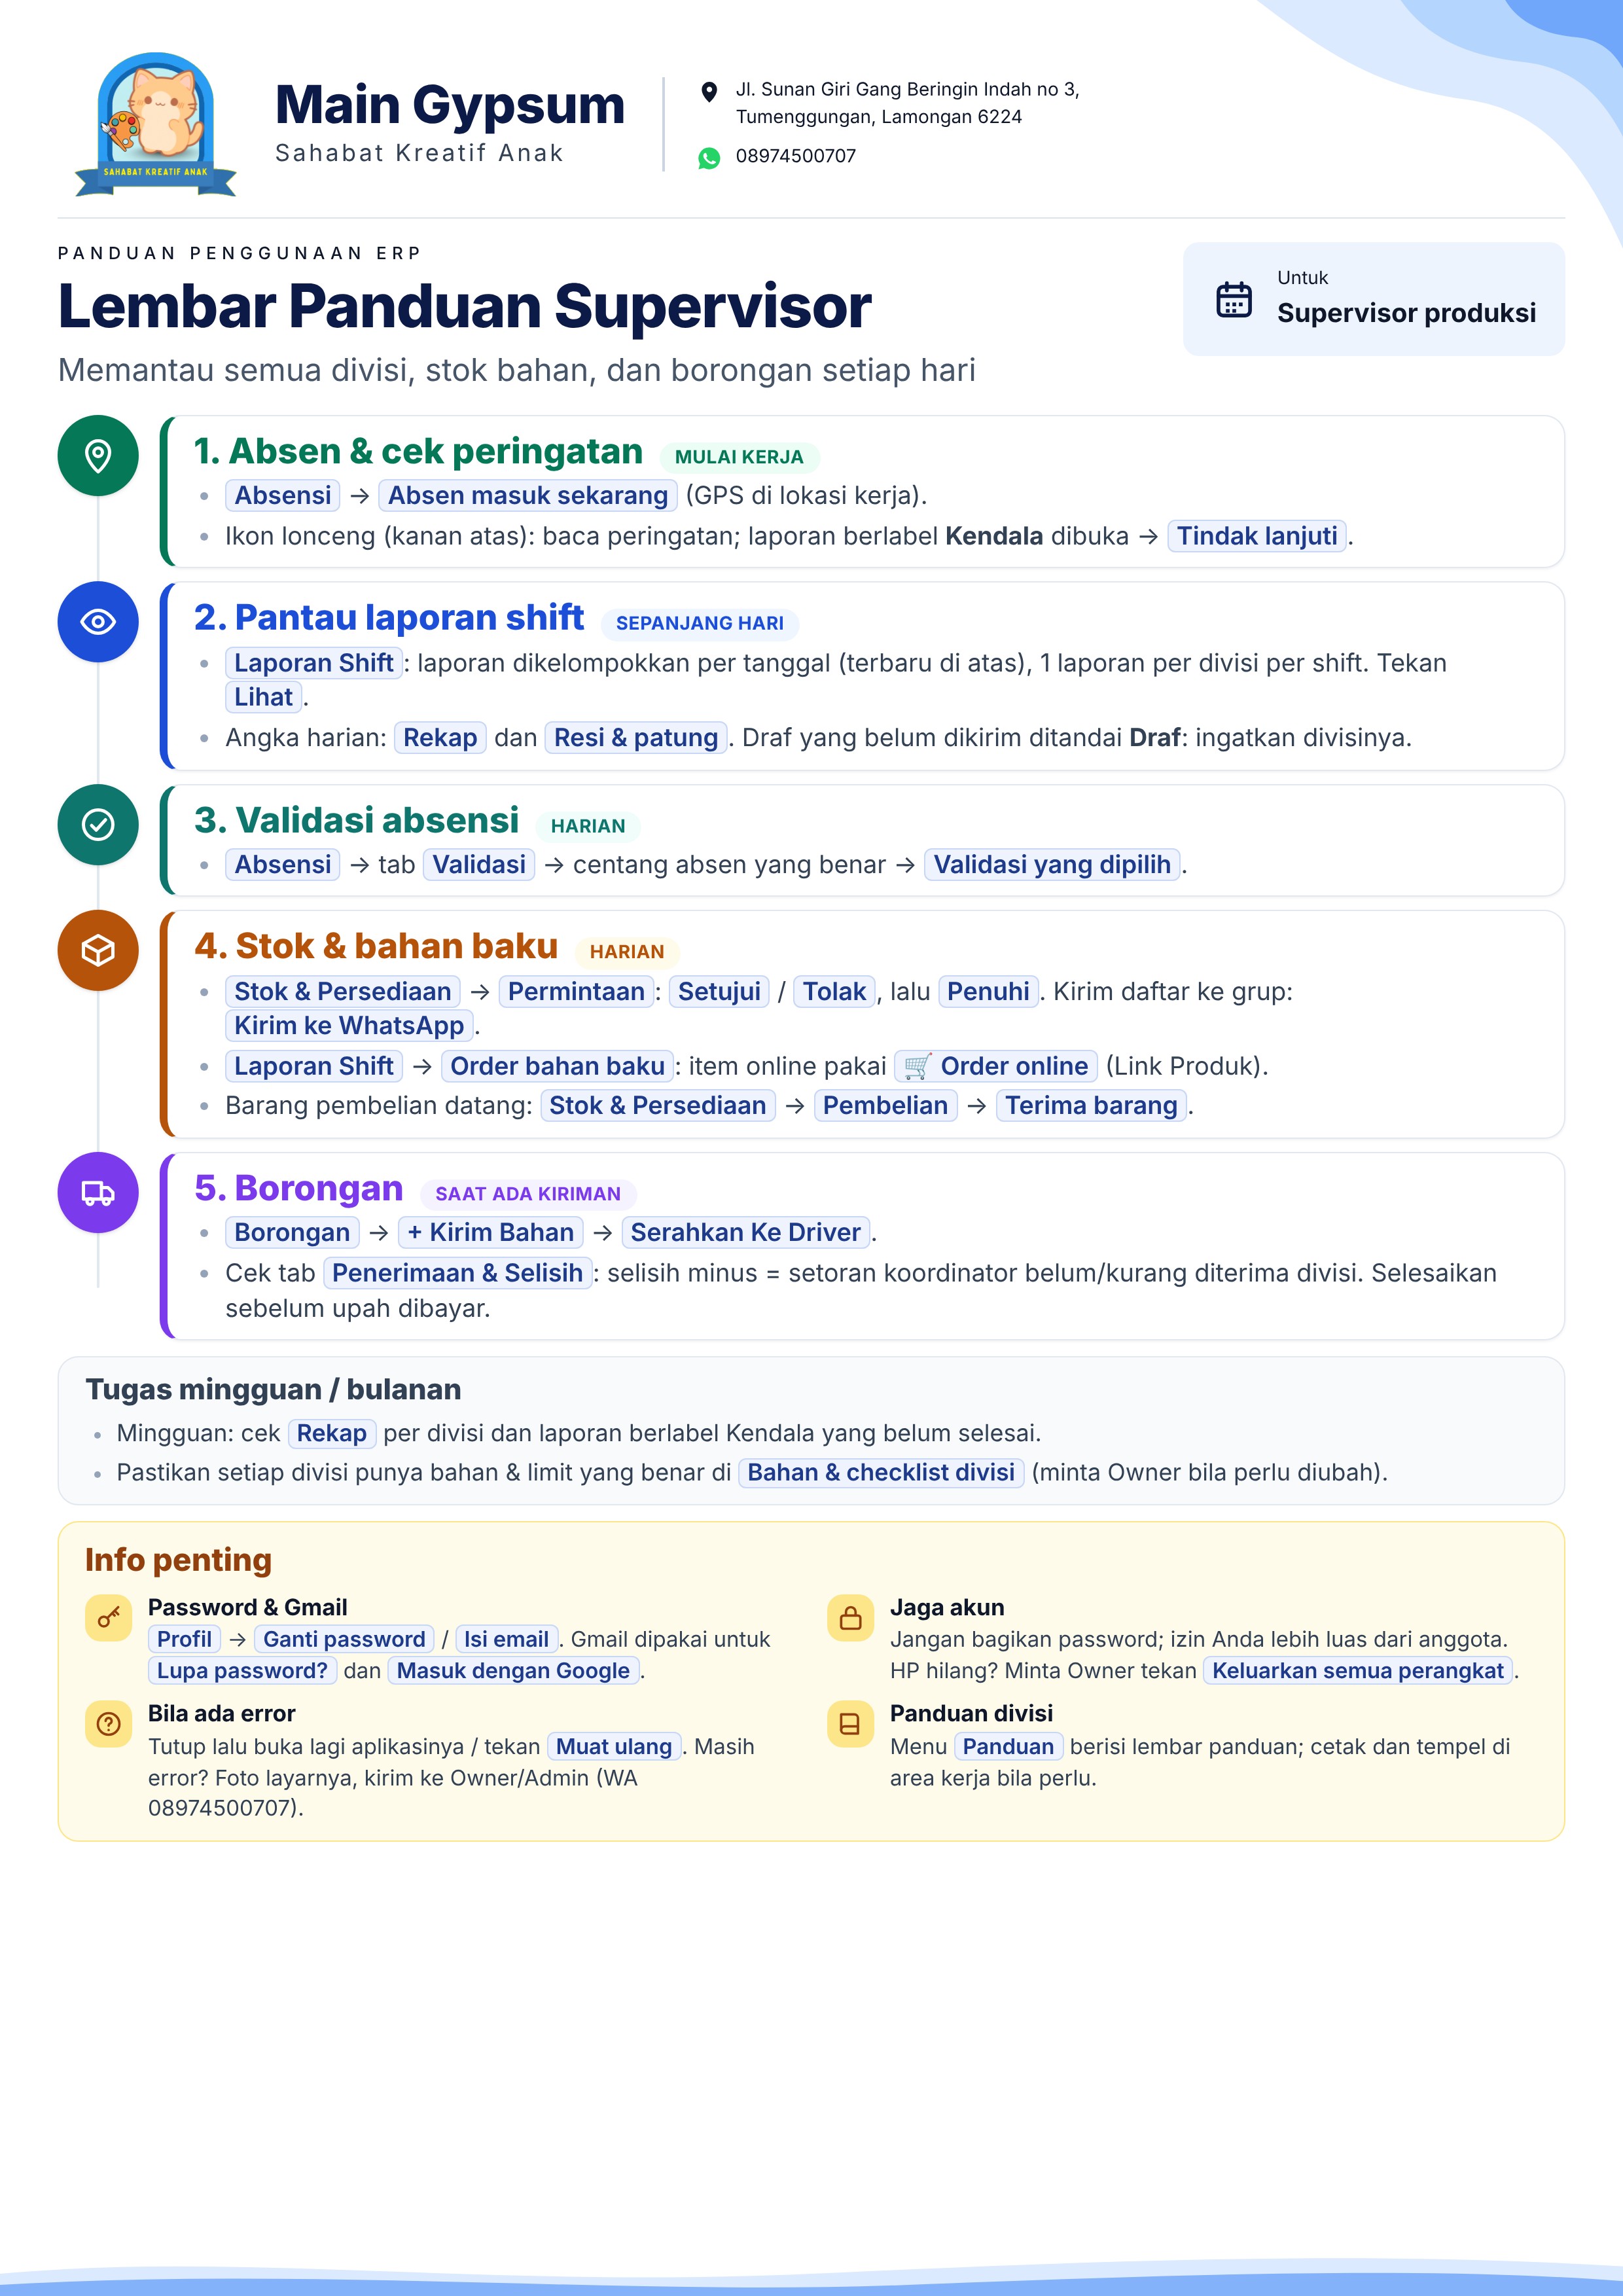 SAHABAT KREATIF ANAK
Main Gypsum
Sahabat Kreatif Anak
Jl. Sunan Giri Gang Beringin Indah no 3,
Tumenggungan, Lamongan 6224
08974500707
PANDUAN PENGGUNAAN ERP
Lembar Panduan Supervisor
Memantau semua divisi, stok bahan, dan borongan setiap hari
Untuk
Supervisor produksi
1. Absen & cek peringatan MULAI KERJA
• Absensi → Absen masuk sekarang (GPS di lokasi kerja).
• Ikon lonceng (kanan atas): baca peringatan; laporan berlabel Kendala dibuka → Tindak lanjuti.
2. Pantau laporan shift SEPANJANG HARI
• Laporan Shift: laporan dikelompokkan per tanggal (terbaru di atas), 1 laporan per divisi per shift. Tekan
Lihat.
• Angka harian: Rekap dan Resi & patung. Draf yang belum dikirim ditandai Draf: ingatkan divisinya.
3. Validasi absensi HARIAN
• Absensi → tab Validasi → centang absen yang benar → Validasi yang dipilih.
4. Stok & bahan baku HARIAN
• Stok & Persediaan → Permintaan: Setujui / Tolak, lalu Penuhi. Kirim daftar ke grup:
Kirim ke WhatsApp.
• Laporan Shift → Order bahan baku: item online pakai 🛒 Order online (Link Produk).
• Barang pembelian datang: Stok & Persediaan → Pembelian → Terima barang.
5. Borongan SAAT ADA KIRIMAN
• Borongan → + Kirim Bahan → Serahkan Ke Driver.
• Cek tab Penerimaan & Selisih: selisih minus = setoran koordinator belum/kurang diterima divisi. Selesaikan
sebelum upah dibayar.
Tugas mingguan / bulanan
• Mingguan: cek Rekap per divisi dan laporan berlabel Kendala yang belum selesai.
• Pastikan setiap divisi punya bahan & limit yang benar di Bahan & checklist divisi (minta Owner bila perlu diubah).
Info penting
Password & Gmail
Profil → Ganti password / Isi email. Gmail dipakai untuk
Lupa password? dan Masuk dengan Google.
Jaga akun
Jangan bagikan password; izin Anda lebih luas dari anggota.
HP hilang? Minta Owner tekan Keluarkan semua perangkat.
Bila ada error
Tutup lalu buka lagi aplikasinya / tekan Muat ulang. Masih
error? Foto layarnya, kirim ke Owner/Admin (WA
08974500707).
Panduan divisi
Menu Panduan berisi lembar panduan; cetak dan tempel di
area kerja bila perlu.